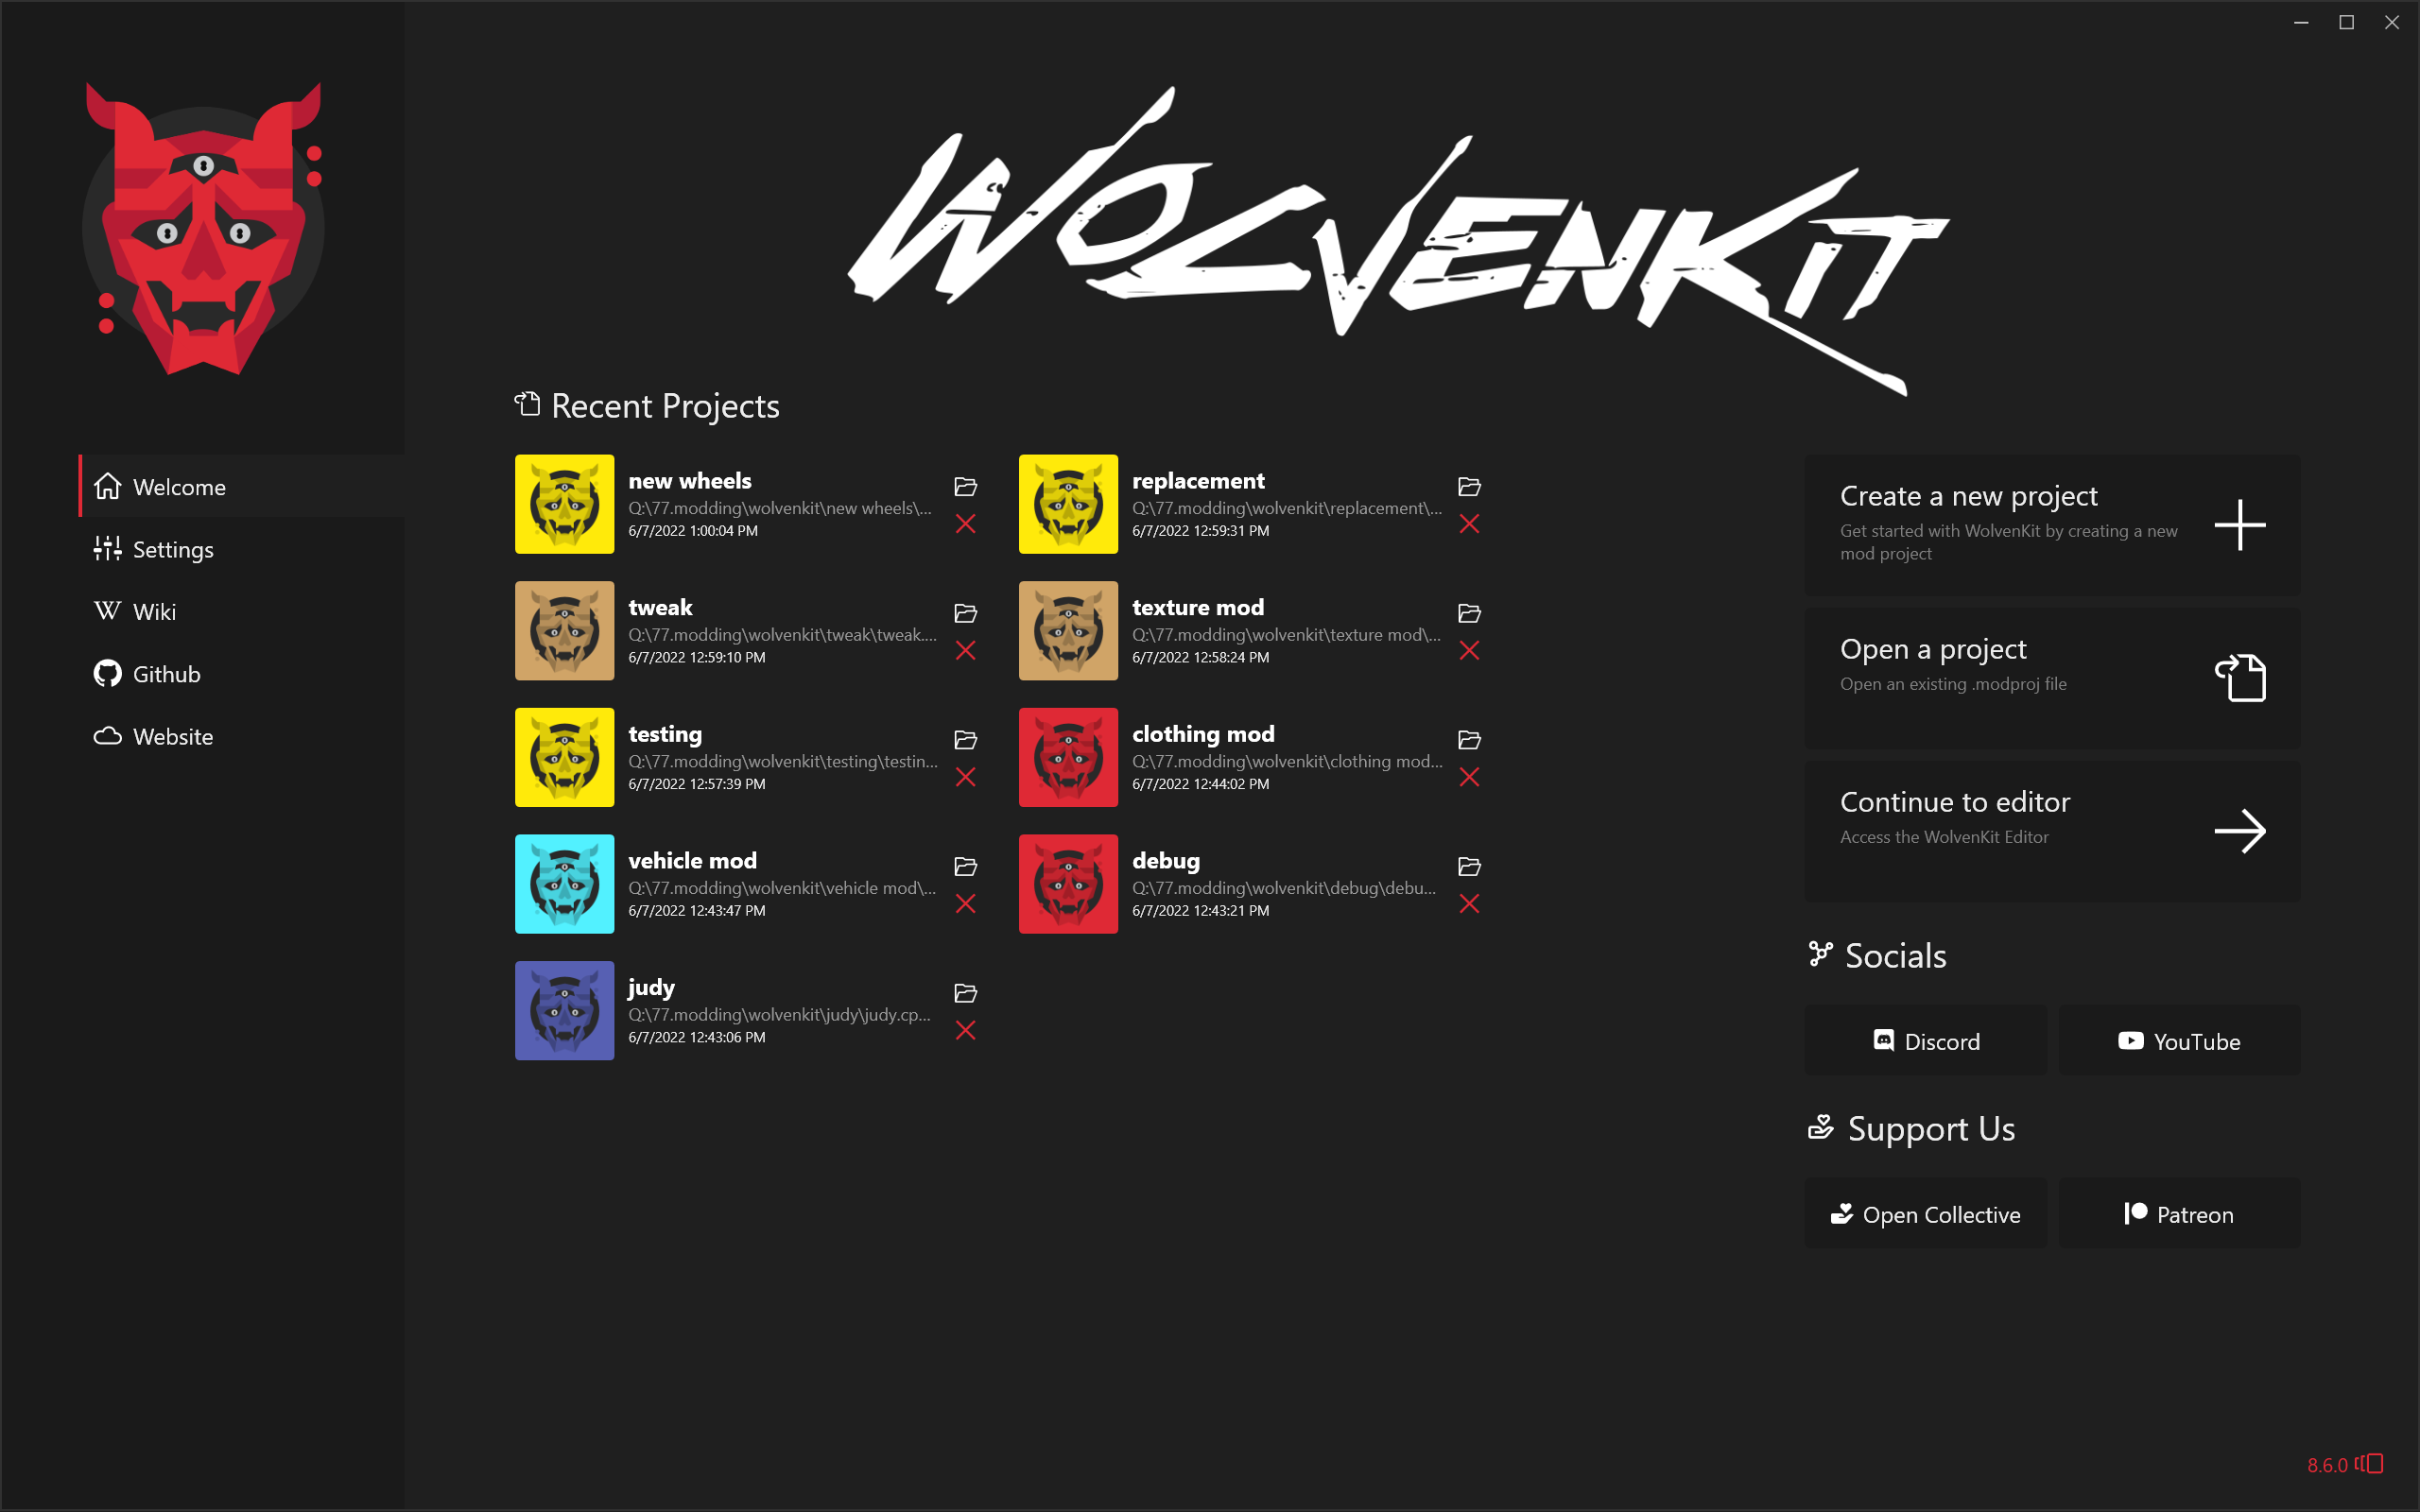 WOLVENKIT
Welcome
Settings
Wiki
Github
Website
Recent Projects
new wheels
Q:\77.modding\wolvenkit\new wheels\...
6/7/2022 1:00:04 PM
replacement
Q:\77.modding\wolvenkit\replacement\...
6/7/2022 12:59:31 PM
tweak
Q:\77.modding\wolvenkit\tweak\tweak....
6/7/2022 12:59:10 PM
texture mod
Q:\77.modding\wolvenkit\texture mod\...
6/7/2022 12:58:24 PM
testing
Q:\77.modding\wolvenkit\testing\testin...
6/7/2022 12:57:39 PM
clothing mod
Q:\77.modding\wolvenkit\clothing mod...
6/7/2022 12:44:02 PM
vehicle mod
Q:\77.modding\wolvenkit\vehicle mod\...
6/7/2022 12:43:47 PM
debug
Q:\77.modding\wolvenkit\debug\debu...
6/7/2022 12:43:21 PM
judy
Q:\77.modding\wolvenkit\judy\judy.cp...
6/7/2022 12:43:06 PM
Create a new project
Get started with WolvenKit by creating a new
mod project
Open a project
Open an existing .modproj file
Continue to editor
Access the WolvenKit Editor
Socials
Discord
YouTube
Support Us
Open Collective
Patreon
8.6.0